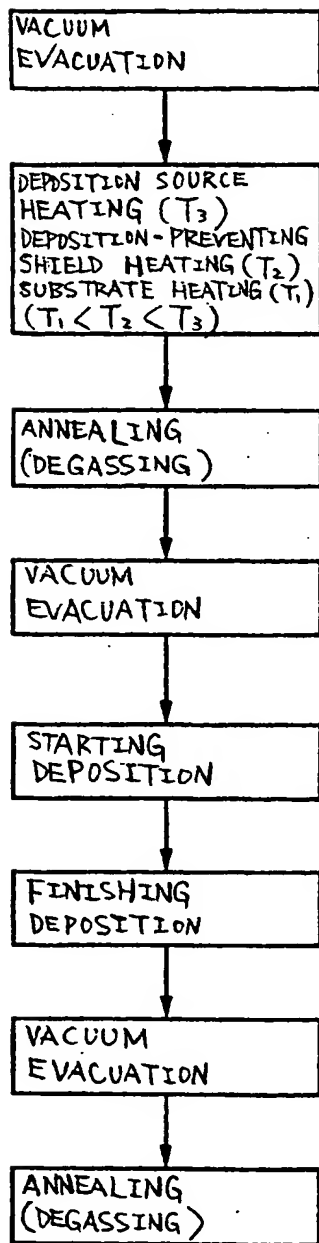 VACUUM
EVACUATION
DEPOSITION SOURCE
HEATING (T₃)
DEPOSITION-PREVENTING
SHIELD HEATING (T₂)
SUBSTRATE HEATING (T₁)
(T₁ < T₂ < T₃)
ANNEALING
(DEGASSING)
VACUUM
EVACUATION
STARTING
DEPOSITION
FINISHING
DEPOSITION
VACUUM
EVACUATION
ANNEALING
(DEGASSING)